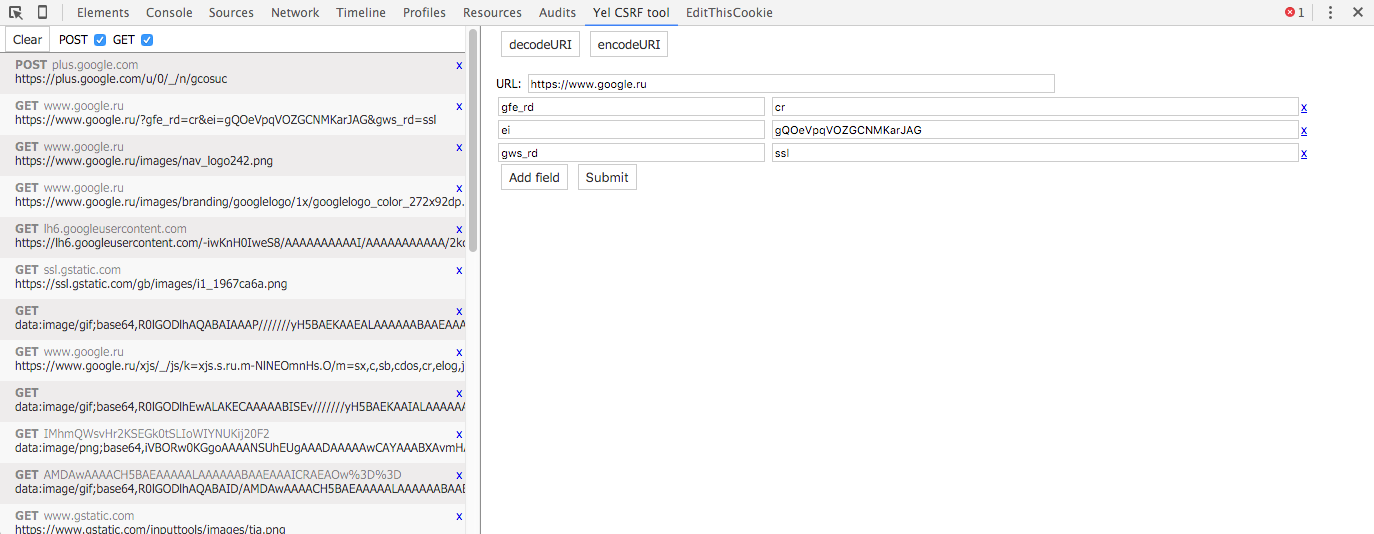 Elements Console Sources Network Timeline Profiles Resources Audits Yel CSRF tool EditThisCookie 1
Clear POST GET
POST plus.google.com x
https://plus.google.com/u/0/_/n/gcosuc
GET www.google.ru x
https://www.google.ru/?gfe_rd=cr&ei=gQOeVpqVOZGCNMKarJAG&gws_rd=ssl
GET www.google.ru x
https://www.google.ru/images/nav_logo242.png
GET www.google.ru x
https://www.google.ru/images/branding/googlelogo/1x/googlelogo_color_272x92dp.
GET lh6.googleusercontent.com x
https://lh6.googleusercontent.com/-iwKnH0IweS8/AAAAAAAAAAI/AAAAAAAAAAA/2kc
GET ssl.gstatic.com x
https://ssl.gstatic.com/gb/images/i1_1967ca6a.png
GET x
data:image/gif;base64,R0lGODlhAQABAIAAAP///////yH5BAEKAAEALAAAAAABAAEAAA
GET www.google.ru x
https://www.google.ru/xjs/_/js/k=xjs.s.ru.m-NlNEOmnHs.O/m=sx,c,sb,cdos,cr,elog,j
GET x
data:image/gif;base64,R0lGODlhEwALAKECAAAAABISEv///////yH5BAEKAAIALAAAAAA
GET IMhmQWsvHr2KSEGk0tSLIoWIYNUKij20F2 x
data:image/png;base64,iVBORw0KGgoAAAANSUhEUgAAADAAAAAwCAYAAABXAvmHA
GET AMDAwAAAACH5BAEAAAAALAAAAAABAAEAAAICRAEAOw%3D%3D x
data:image/gif;base64,R0lGODlhAQABAID/AMDAwAAAACH5BAEAAAAALAAAAAABAAE
GET www.gstatic.com x
https://www.gstatic.com/inputtools/images/tia.png
decodeURI encodeURI
URL: https://www.google.ru
gfe_rd cr x
ei gQOeVpqVOZGCNMKarJAG x
gws_rd ssl x
Add field Submit